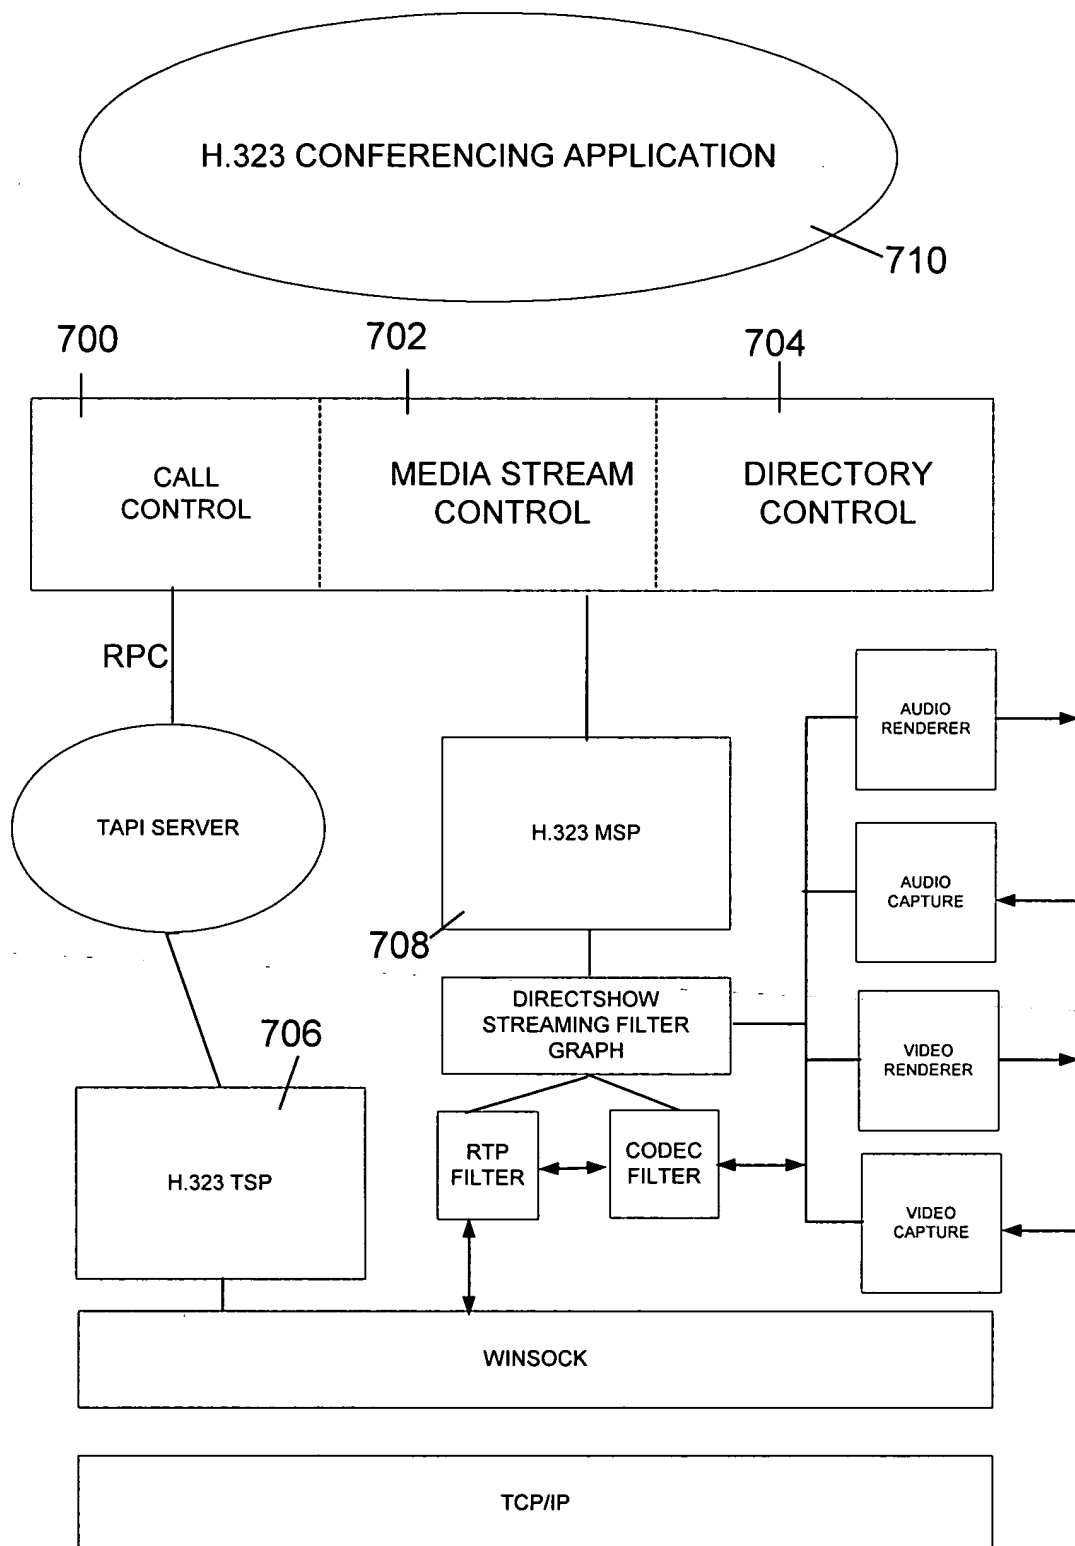 H.323 CONFERENCING APPLICATION
710
700
702
704
CALL
CONTROL
MEDIA STREAM
CONTROL
DIRECTORY
CONTROL
RPC
TAPI SERVER
H.323 MSP
708
AUDIO
RENDERER
AUDIO
CAPTURE
DIRECTSHOW
STREAMING FILTER
GRAPH
VIDEO
RENDERER
706
H.323 TSP
RTP
FILTER
CODEC
FILTER
VIDEO
CAPTURE
WINSOCK
TCP/IP